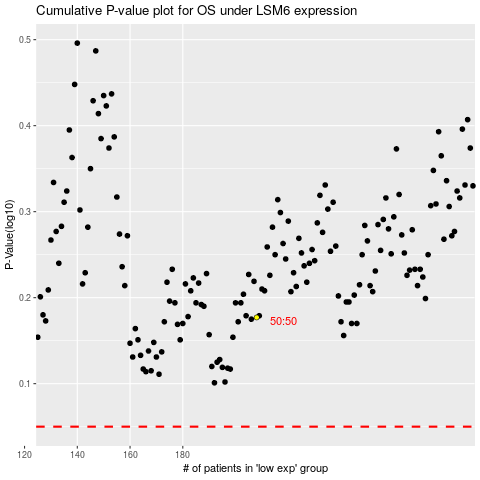 Cumulative P-value plot for OS under LSM6 expression
P-Value(log10)
0.5
0.4
0.3
0.2
0.1
50:50
120 140 160 180
# of patients in 'low exp' group